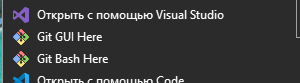 Открыть с помощью Visual Studio
Git GUI Here
Git Bash Here
Открыть с помощью Code